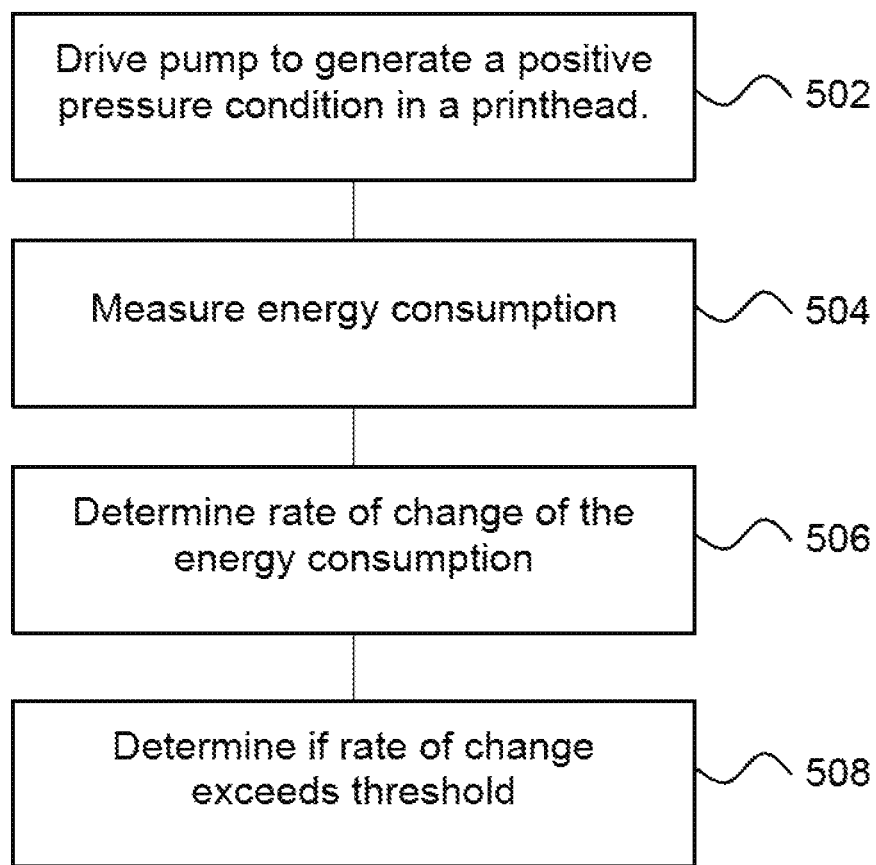 Drive pump to generate a positive
pressure condition in a printhead.
502
Measure energy consumption
504
Determine rate of change of the
energy consumption
506
Determine if rate of change
exceeds threshold
508